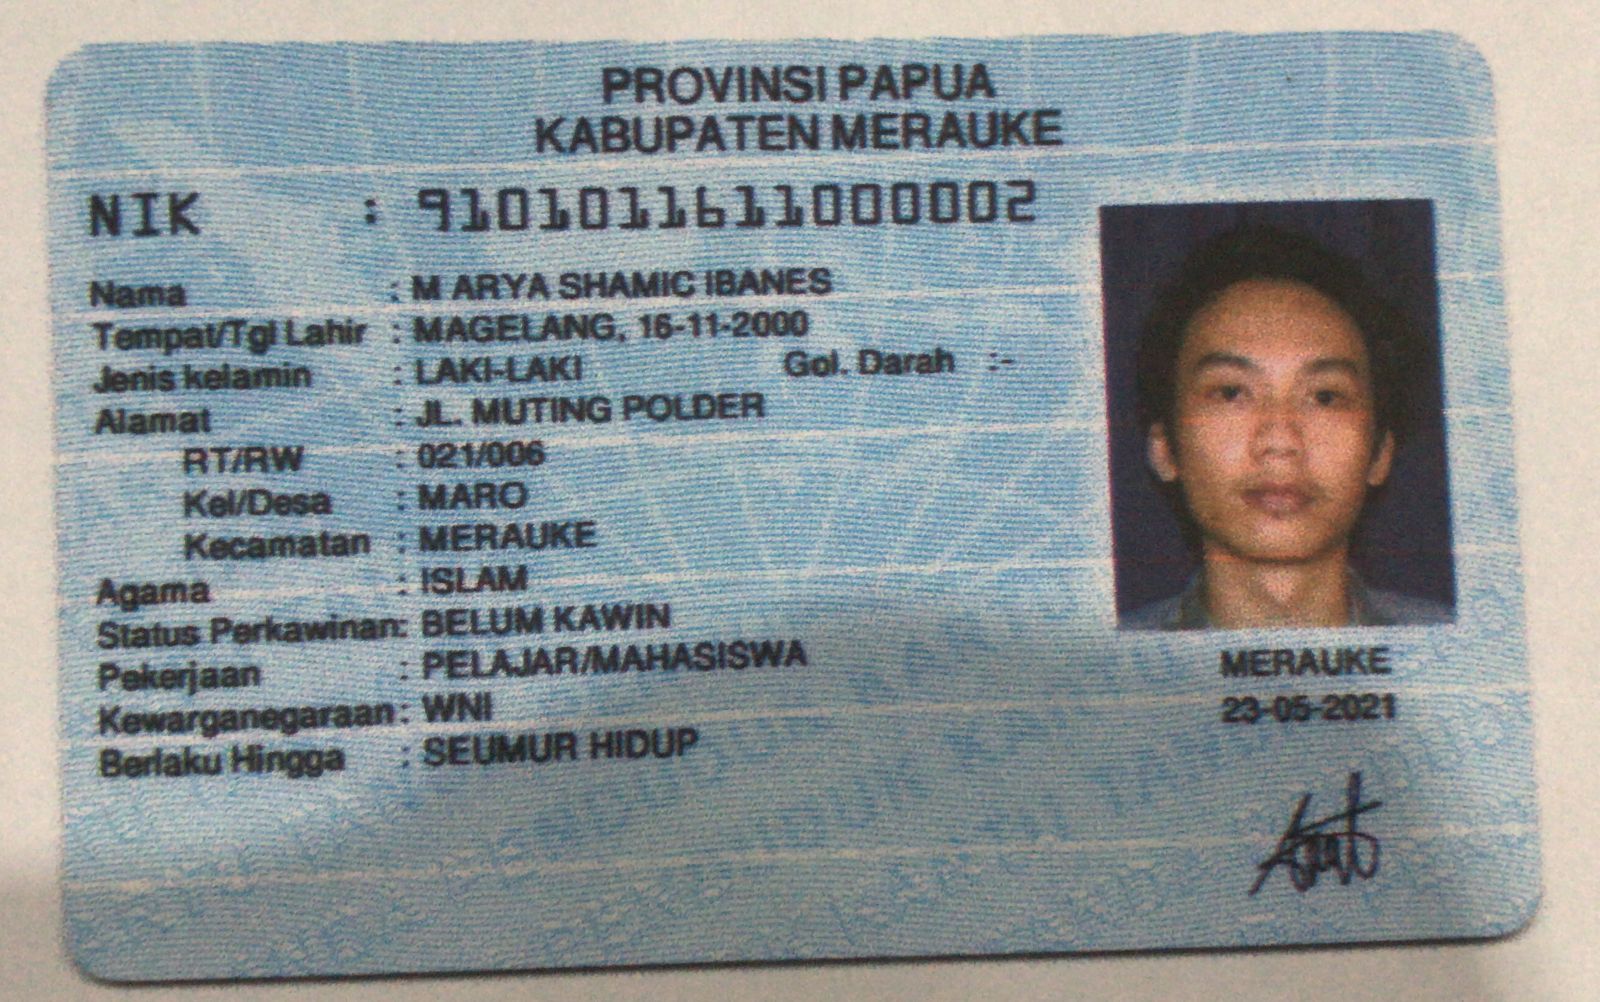 PROVINSI PAPUA
KABUPATEN MERAUKE
NIK : 9101011611000002
Nama : M ARYA SHAMIC IBANES
Tempat/Tgl Lahir : MAGELANG, 16-11-2000
Jenis kelamin : LAKI-LAKI Gol. Darah :-
Alamat : JL. MUTING POLDER
RT/RW : 021/006
Kel/Desa : MARO
Kecamatan : MERAUKE
Agama : ISLAM
Status Perkawinan: BELUM KAWIN
Pekerjaan : PELAJAR/MAHASISWA
Kewarganegaraan: WNI
Berlaku Hingga : SEUMUR HIDUP
MERAUKE
23-05-2021